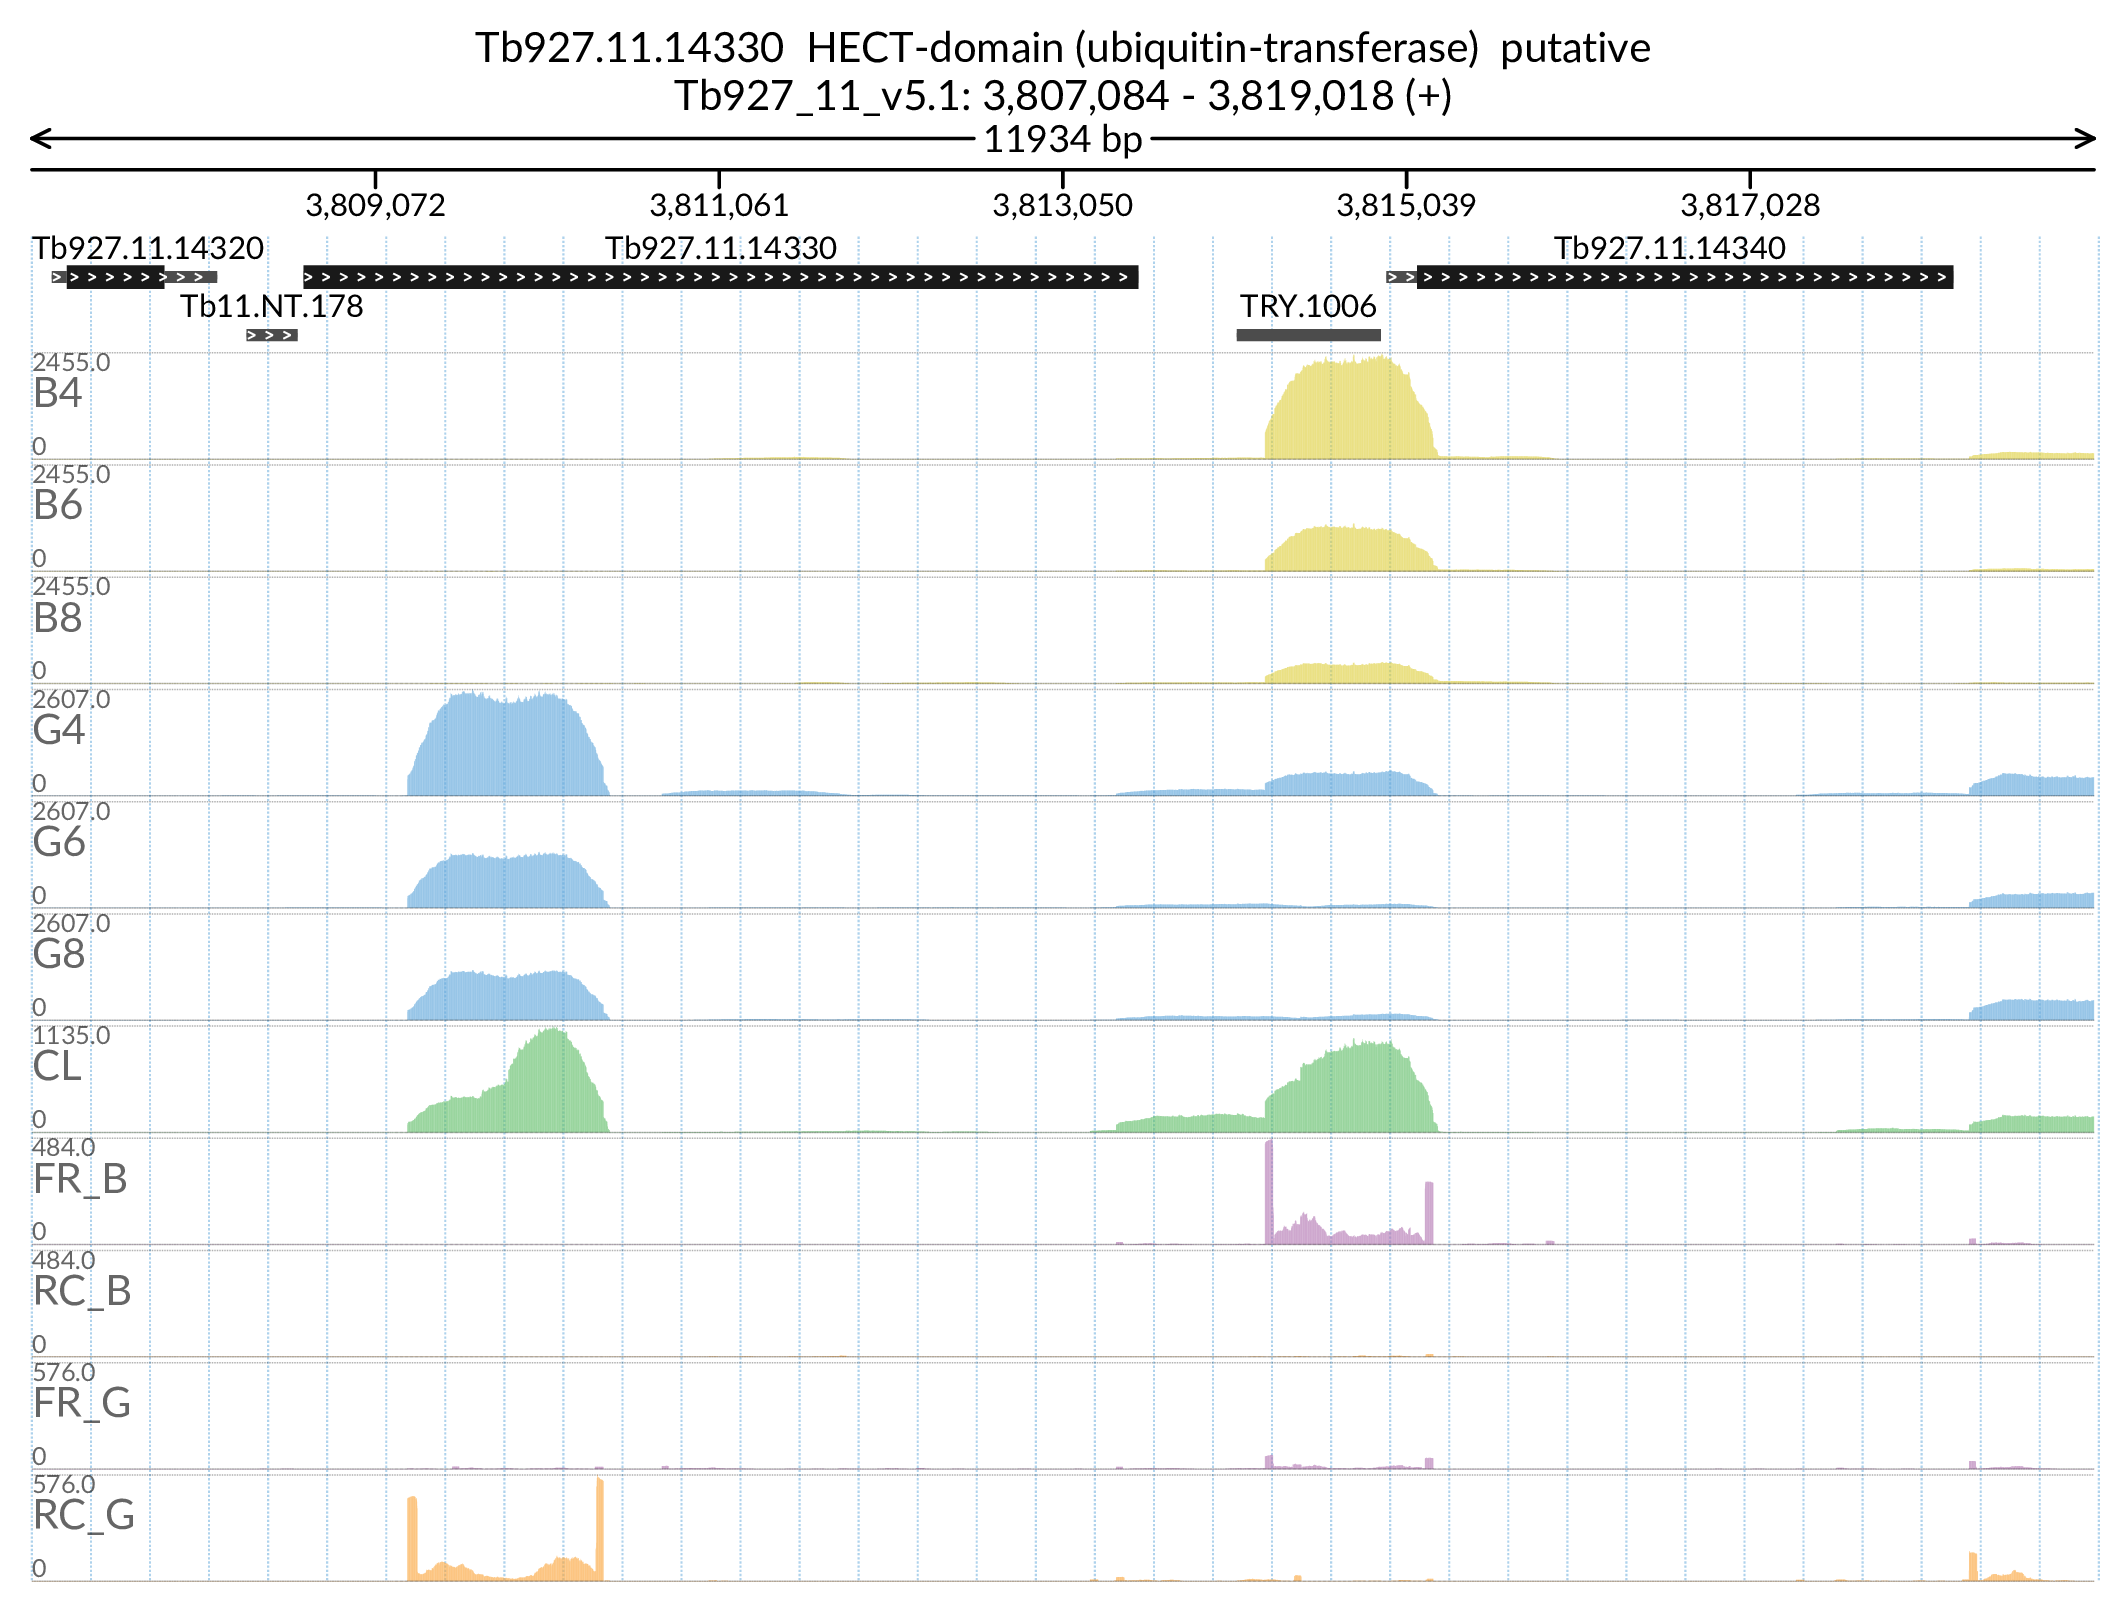 Tb927.11.14330 HECT-domain (ubiquitin-transferase) putative
Tb927_11_v5.1: 3,807,084 - 3,819,018 (+)
11934 bp
3,809,072 3,811,061 3,813,050 3,815,039 3,817,028
Tb927.11.14320 Tb927.11.14330 Tb927.11.14340
Tb11.NT.178 TRY.1006
2455.0
B4
0
2455.0
B6
0
2455.0
B8
0
2607.0
G4
0
2607.0
G6
0
2607.0
G8
0
1135.0
CL
0
484.0
FR_B
0
484.0
RC_B
0
576.0
FR_G
0
576.0
RC_G
0